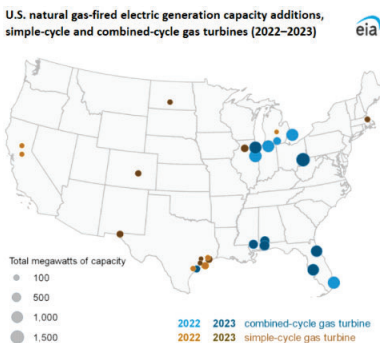 U.S. natural gas-fired electric generation capacity additions,
simple-cycle and combined-cycle gas turbines (2022–2023)
eia
Total megawatts of capacity
100
500
1,000
1,500
2022 2023 combined-cycle gas turbine
2022 2023 simple-cycle gas turbine